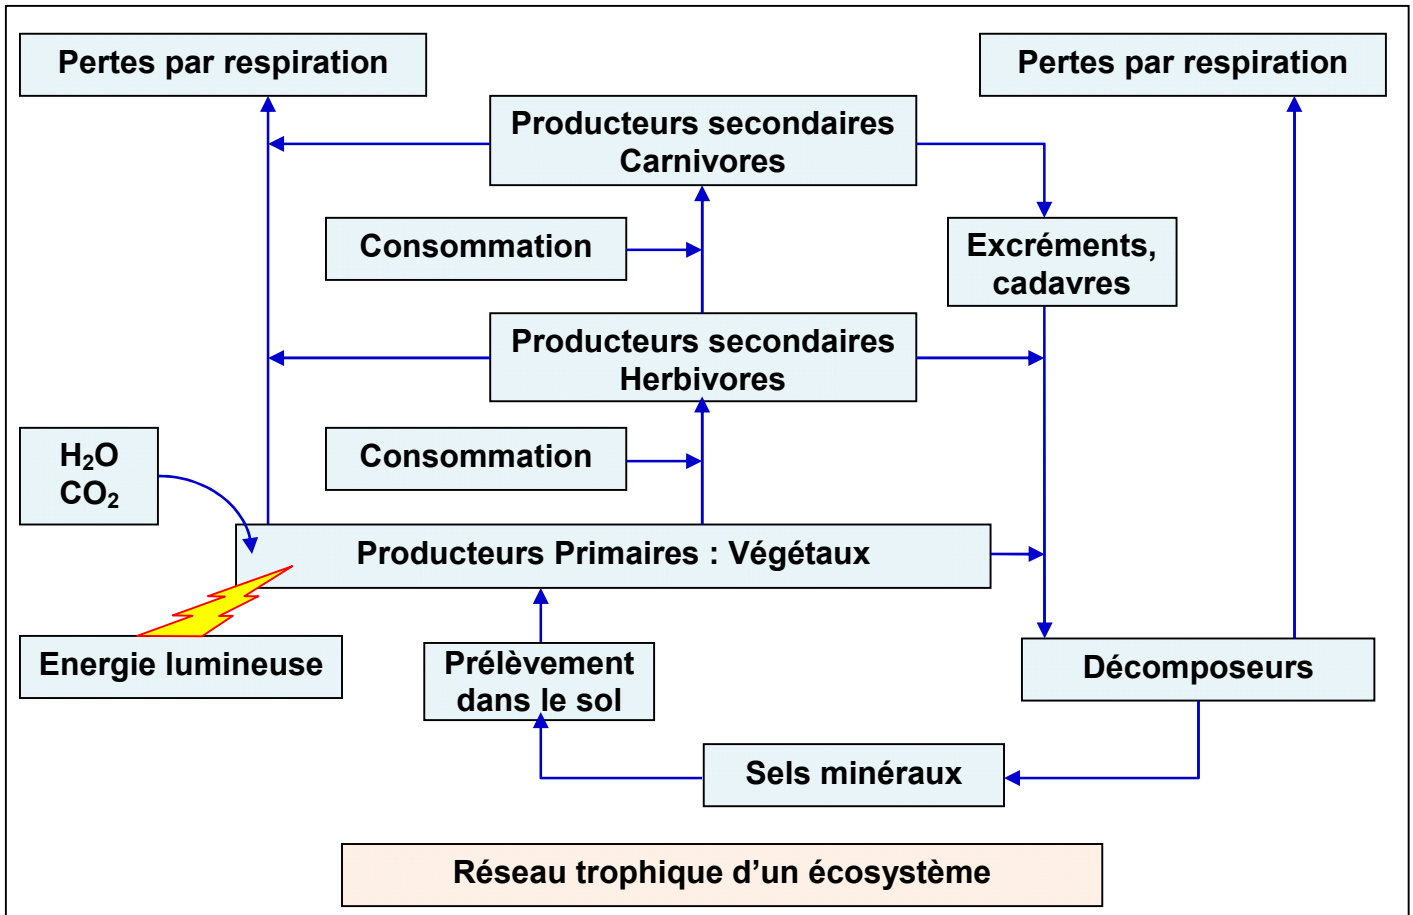 Pertes par respiration
Pertes par respiration
Producteurs secondaires
Carnivores
Consommation
Excréments,
cadavres
Producteurs secondaires
Herbivores
H₂O
CO₂
Consommation
Producteurs Primaires : Végétaux
Energie lumineuse
Prélèvement
dans le sol
Décomposeurs
Sels minéraux
Réseau trophique d’un écosystème